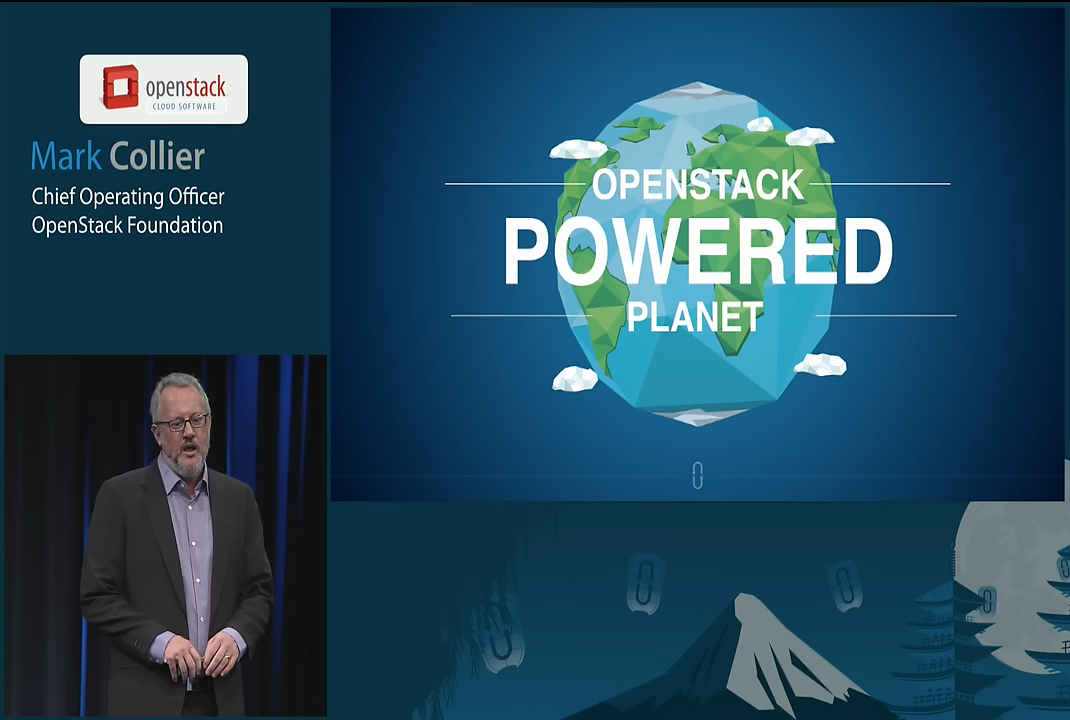 openstack
CLOUD SOFTWARE
Mark Collier
Chief Operating Officer
OpenStack Foundation
OPENSTACK
POWERED
PLANET